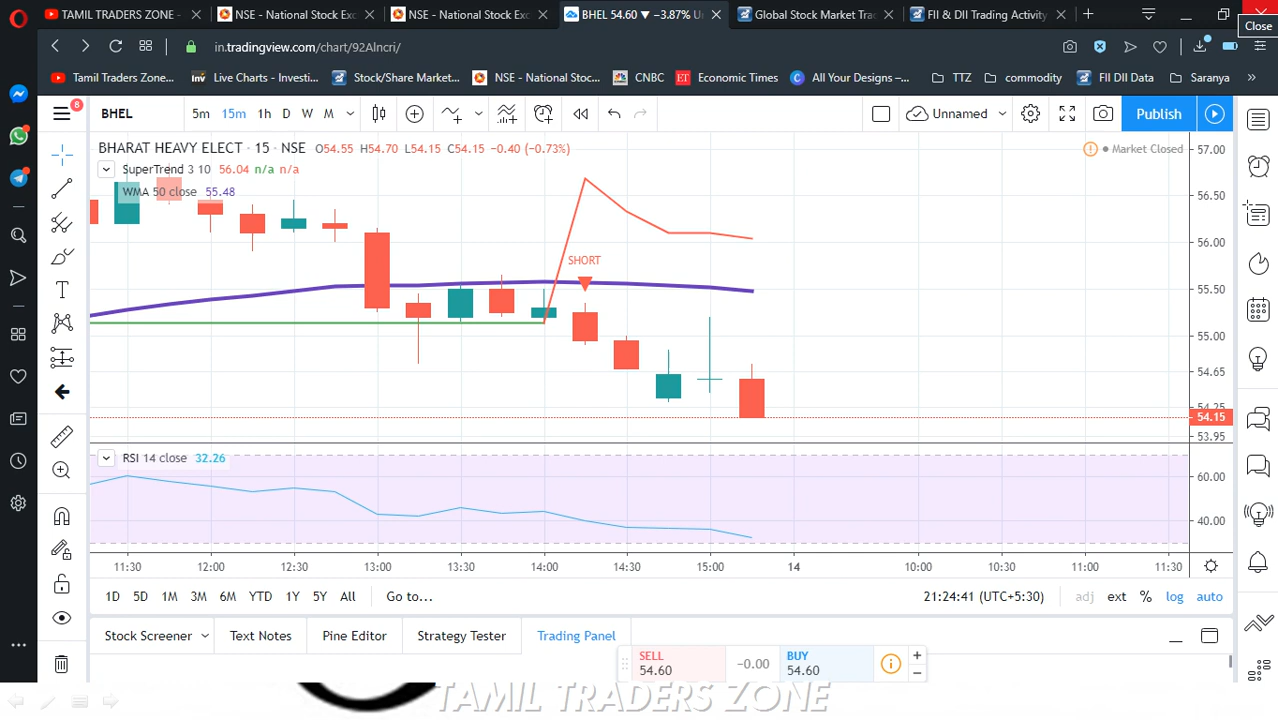 TAMIL TRADERS ZONE -
NSE - National Stock Exc
NSE - National Stock Exc
BHEL 54.60 ▼ −3.87% Ur
Global Stock Market Trac
FII & DII Trading Activity
Close
in.tradingview.com/chart/92Alncri/
Tamil Traders Zone...
Live Charts - Investi...
Stock/Share Market...
NSE - National Stoc...
CNBC
Economic Times
All Your Designs –...
TTZ
commodity
FII DII Data
Saranya
8
BHEL
5m 15m 1h D W M
Unnamed
Publish
BHARAT HEAVY ELECT · 15 · NSE O54.55 H54.70 L54.15 C54.15 −0.40 (−0.73%)
Market Closed
SuperTrend 3 10 56.04 n/a n/a
WMA 50 close 55.48
SHORT
57.00
56.50
56.00
55.50
55.00
54.65
54.25
54.15
53.95
RSI 14 close 32.26
60.00
40.00
11:30 12:00 12:30 13:00 13:30 14:00 14:30 15:00 14 10:00 10:30 11:00 11:30
1D 5D 1M 3M 6M YTD 1Y 5Y All Go to...
21:24:41 (UTC+5:30) adj ext % log auto
Stock Screener Text Notes Pine Editor Strategy Tester Trading Panel
SELL
54.60
−0.00
BUY
54.60
TAMIL TRADERS ZONE